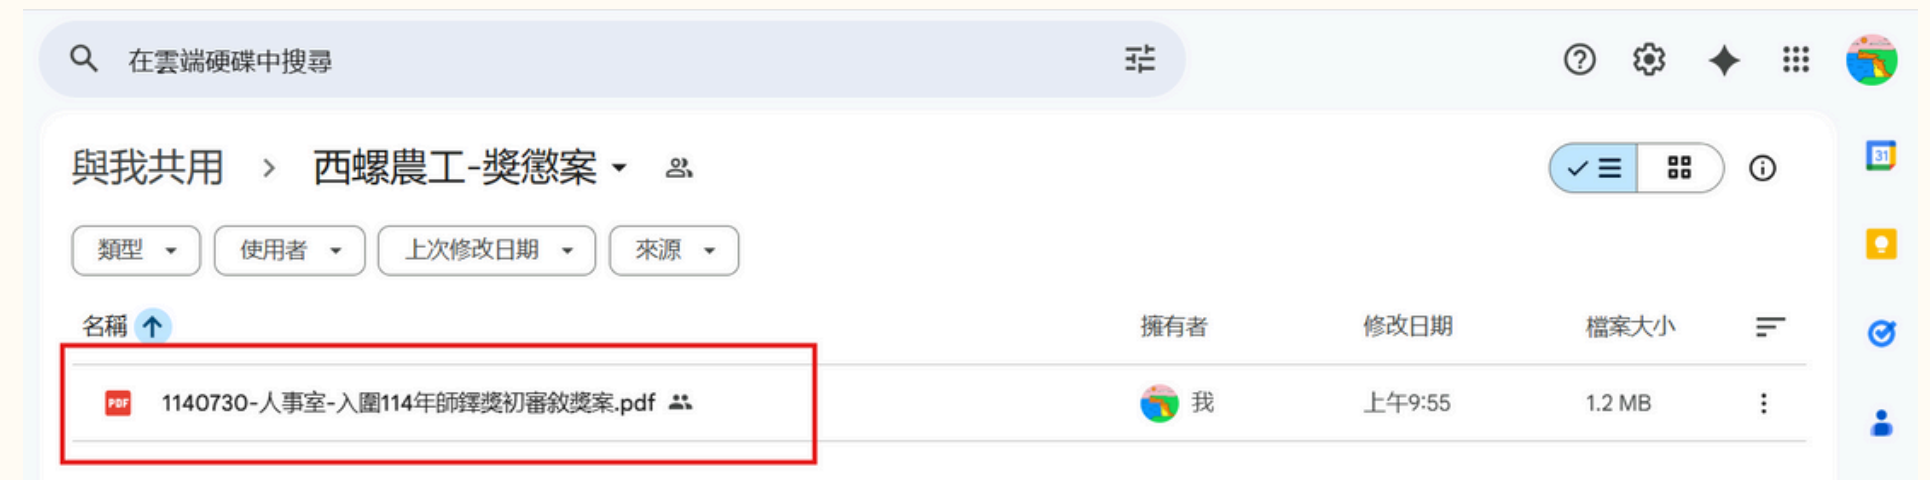 在雲端硬碟中搜尋
與我共用 > 西螺農工-獎懲案
31
類型 使用者 上次修改日期 來源
名稱 擁有者 修改日期 檔案大小
PDF 1140730-人事室-入圍114年師鐸獎初審敘獎案.pdf 我 上午9:55 1.2 MB